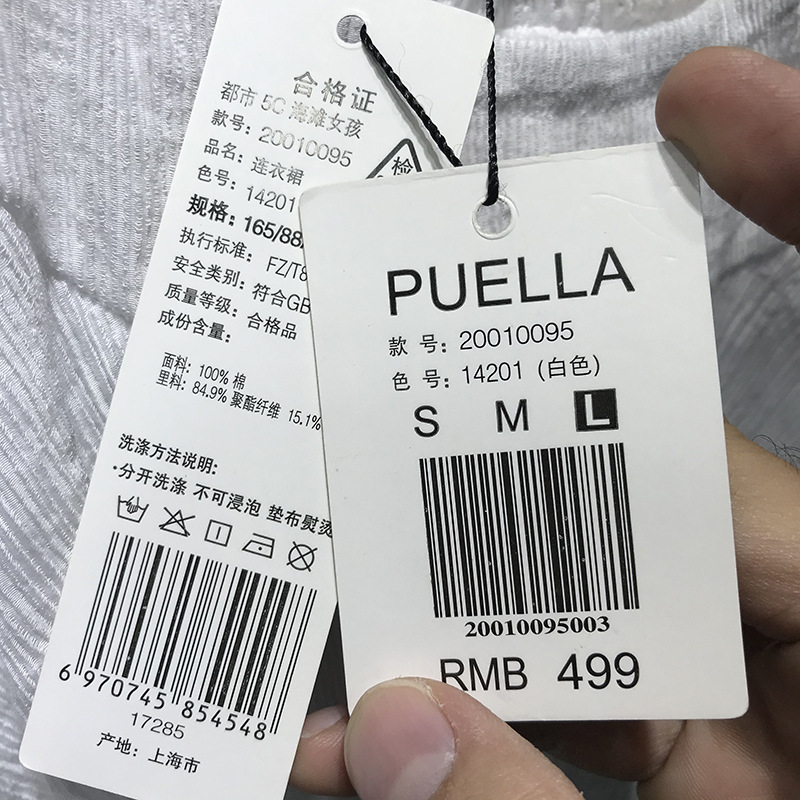 合格证
都市 5C 海滩女孩
款号: 20010095
品名: 连衣裙
色号: 14201
规格: 165/88
执行标准: FZ/T8
安全类别: 符合GB
质量等级: 合格品
成份含量:
面料: 100% 棉
里料: 84.9% 聚酯纤维 15.1%
洗涤方法说明:
·分开洗涤 不可浸泡 垫布熨烫
6 970745 854548
17285
产地: 上海市
检
PUELLA
款 号: 20010095
色 号: 14201 (白色)
S M L
20010095003
RMB 499